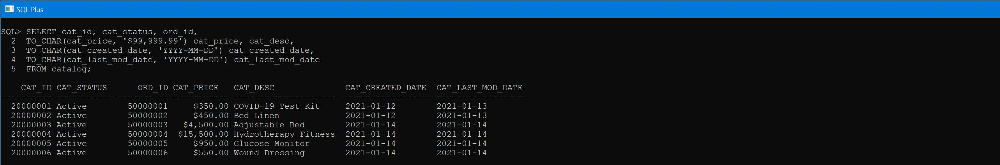 SQL Plus
SQL> SELECT cat_id, cat_status, ord_id,
  2  TO_CHAR(cat_price, '$99,999.99') cat_price, cat_desc,
  3  TO_CHAR(cat_created_date, 'YYYY-MM-DD') cat_created_date,
  4  TO_CHAR(cat_last_mod_date, 'YYYY-MM-DD') cat_last_mod_date
  5  FROM catalog;
    CAT_ID CAT_STATUS      ORD_ID CAT_PRICE   CAT_DESC              CAT_CREATED_DATE  CAT_LAST_MOD_DATE
---------- ----------- ---------- ----------- --------------------- ----------------- ------------------
  20000001 Active        50000001     $350.00 COVID-19 Test Kit     2021-01-12        2021-01-13
  20000002 Active        50000002     $450.00 Bed Linen             2021-01-12        2021-01-13
  20000003 Active        50000003   $4,500.00 Adjustable Bed        2021-01-14        2021-01-14
  20000004 Active        50000004  $15,500.00 Hydrotherapy Fitness  2021-01-14        2021-01-14
  20000005 Active        50000005     $950.00 Glucose Monitor       2021-01-14        2021-01-14
  20000006 Active        50000006     $550.00 Wound Dressing        2021-01-14        2021-01-14